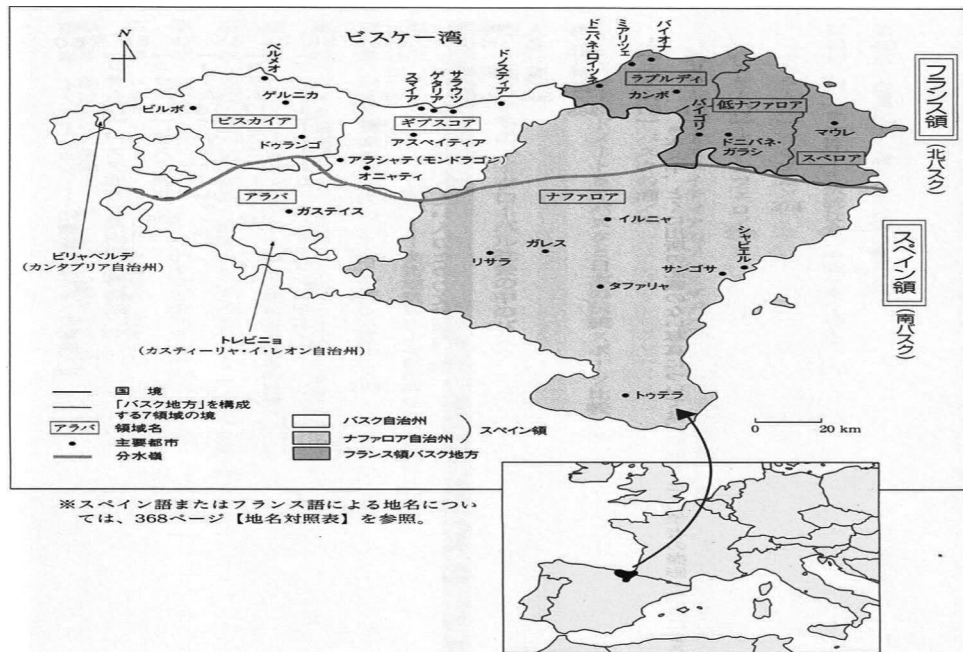 N
ビスケー湾
ベルメオ
ビルボ
ゲルニカ
ビスカイア
ドゥランゴ
スマイア
ゲタリア
サラウツ
ドノスティア
ギプスコア
アスペイティア
アラシャテ(モンドラゴン)
オニャティ
ドニバネ・ロイツネ
ミアリツェ
バイオナ
ラプルディ
カンボ
バイゴリ
低ナファロア
ドニバネ・
ガラシ
マウレ
スベロア
フランス領
(北バスク)
アラバ
ガステイス
ナファロア
イルニャ
ガレス
リサラ
シャビエル
サンゴサ
タファリャ
スペイン領
(南バスク)
ビリャベルデ
(カンタブリア自治州)
トレビニョ
(カスティーリャ・イ・レオン自治州)
トゥテラ
国 境
「バスク地方」を構成
する7領域の境
アラバ 領域名
主要都市
分水嶺
バスク自治州
ナファロア自治州
スペイン領
フランス領バスク地方
0 20 km
※スペイン語またはフランス語による地名につい
ては、368ページ【地名対照表】を参照。